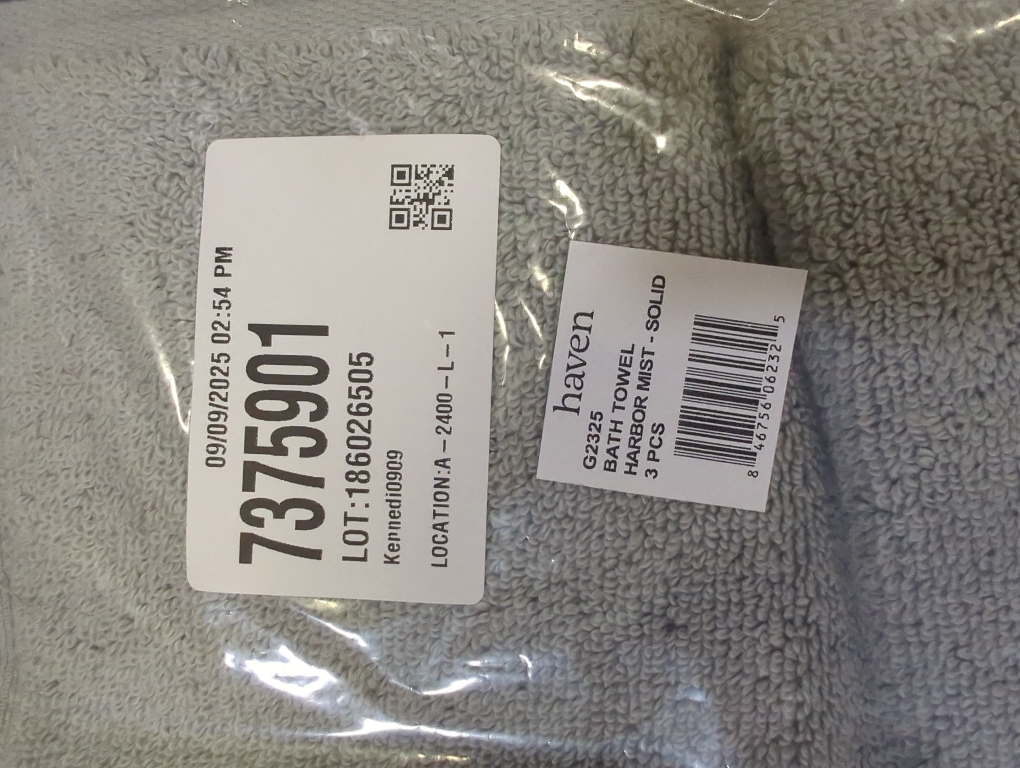 09/09/2025 02:54 PM
7375901
LOT:186026505
Kennedi0909
LOCATION:A-2400-L-1
haven
G2325
BATH TOWEL
HARBOR MIST - SOLID
3 PCS
8 46756 06232 5